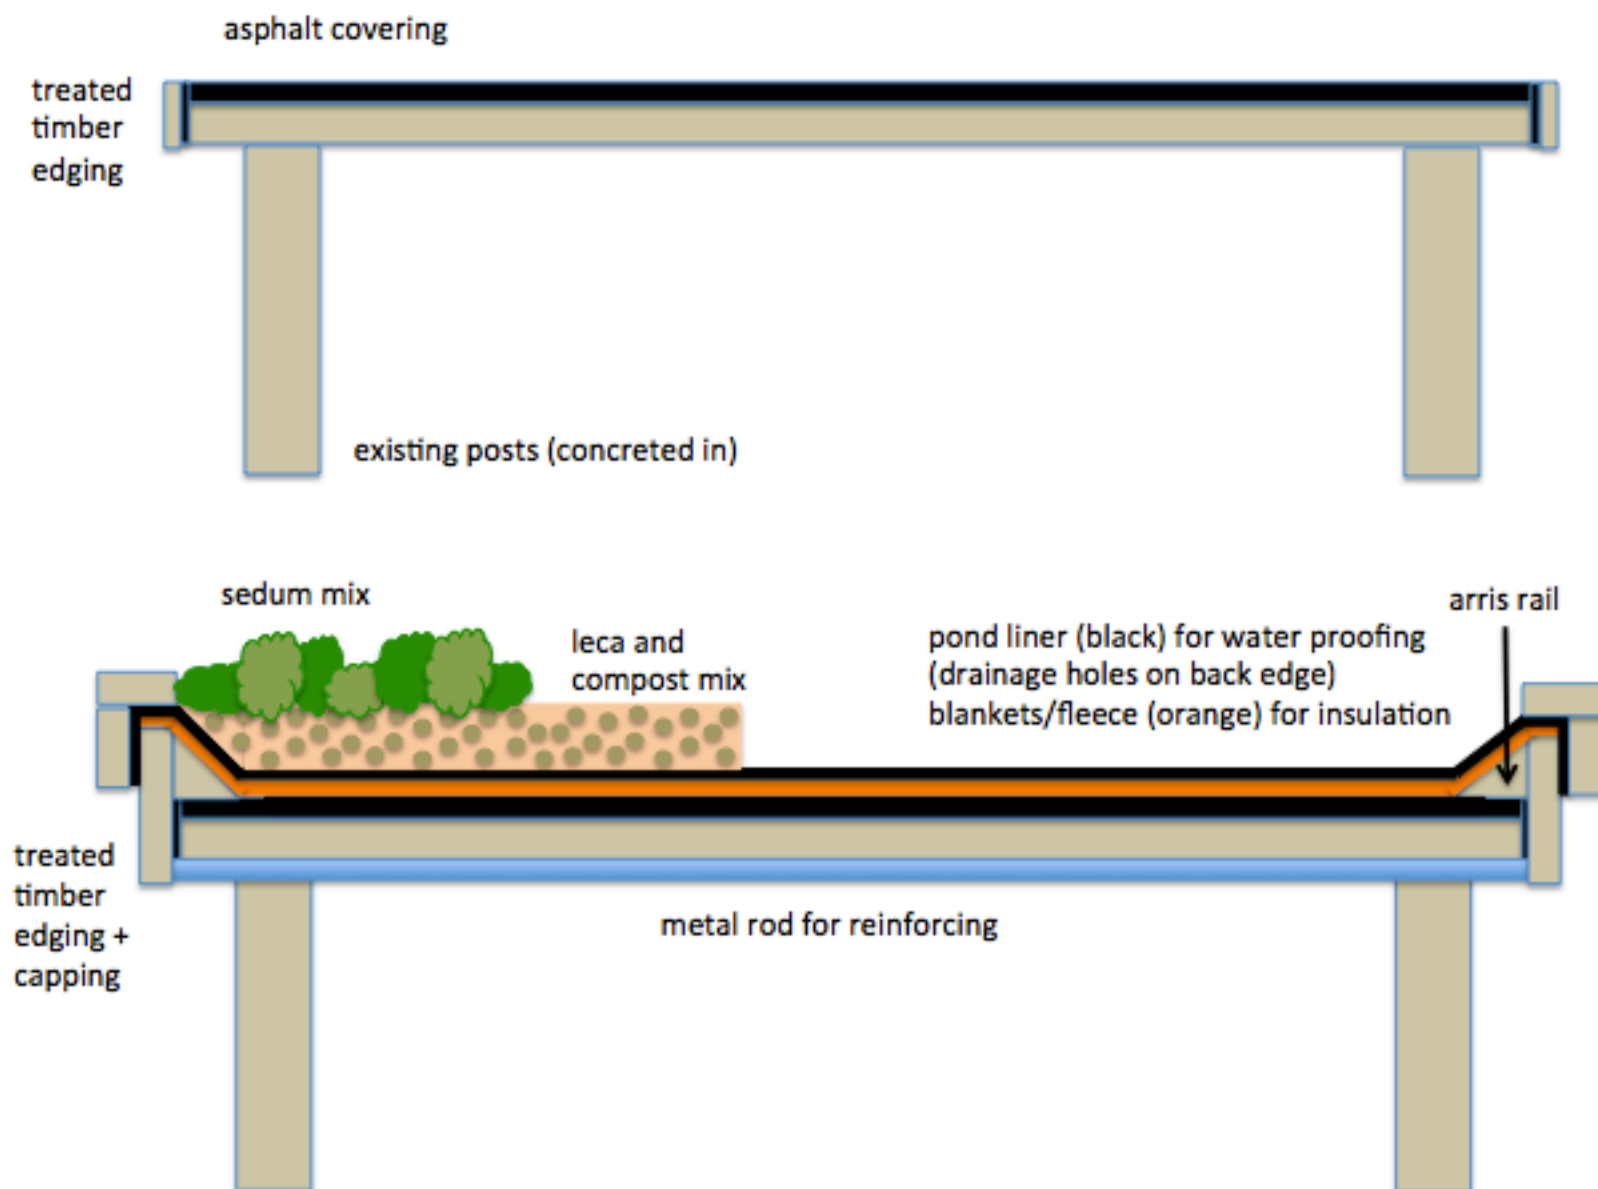 asphalt covering
treated
timber
edging
existing posts (concreted in)
sedum mix
leca and
compost mix
pond liner (black) for water proofing
(drainage holes on back edge)
blankets/fleece (orange) for insulation
arris rail
treated
timber
edging +
capping
metal rod for reinforcing